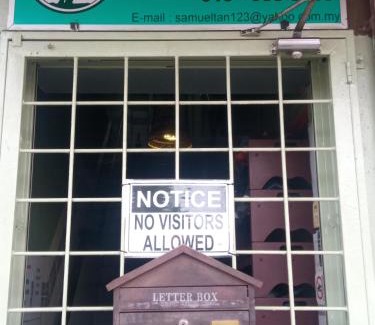 E-mail : samueltan123@yahoo.com.my
NOTICE
NO VISITORS
ALLOWED
LETTER BOX